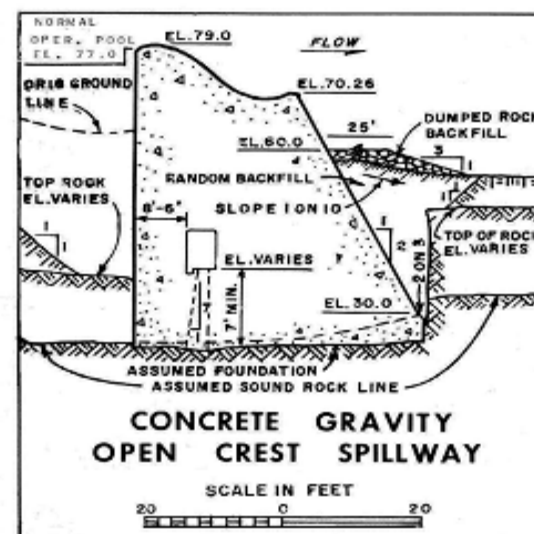 NORMAL
OPER. POOL
EL. 77.0
EL.79.0
FLOW
ORIG GROUND
LINE
EL.70.26
25'
DUMPED ROCK
BACKFILL
EL.60.0
3
1
RANDOM BACKFILL
SLOPE 1 ON 10
TOP ROCK
EL.VARIES
8'-6"
1
1
1
2
1
1
TOP OF ROCK
EL.VARIES
EL.VARIES
7' MIN.
2 ON 3
EL.30.0
ASSUMED FOUNDATION
ASSUMED SOUND ROCK LINE
CONCRETE GRAVITY
OPEN CREST SPILLWAY
SCALE IN FEET
20 0 20